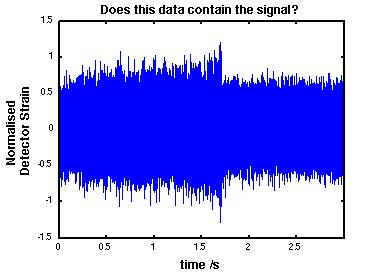 Does this data contain the signal?
1.5
1
0.5
0
-0.5
-1
-1.5
Normalised
Detector Strain
0 0.5 1 1.5 2 2.5
time /s